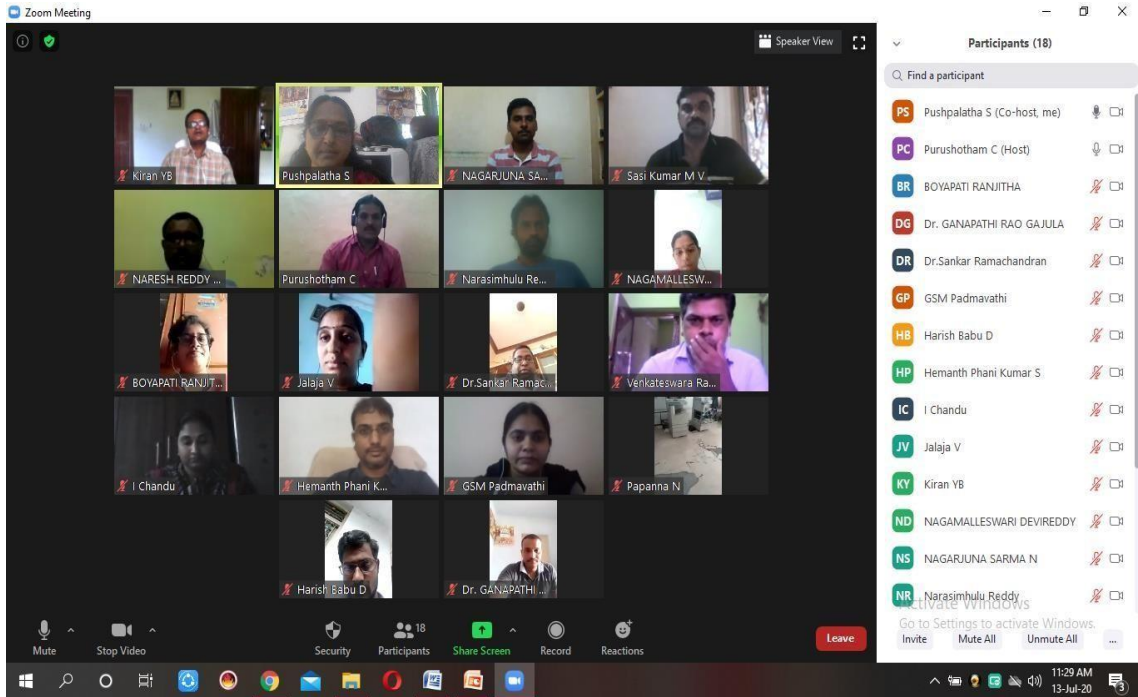 Zoom Meeting
Speaker View
Kiran YB
Pushpalatha S
NAGARJUNA SA...
Sasi Kumar M V
NARESH REDDY ...
Purushotham C
Narasimhulu Re...
NAGAMALLESW...
BOYAPATI RANJIT...
Jalaja V
Dr.Sankar Ramac...
Venkateswara Ra...
I Chandu
Hemanth Phani K...
GSM Padmavathi
Papanna N
Harish Babu D
Dr. GANAPATHI ...
Mute
Stop Video
Security
18
Participants
Share Screen
Record
Reactions
Leave
Participants (18)
Find a participant
PS Pushpalatha S (Co-host, me)
PC Purushotham C (Host)
BR BOYAPATI RANJITHA
DG Dr. GANAPATHI RAO GAJULA
DR Dr.Sankar Ramachandran
GP GSM Padmavathi
HB Harish Babu D
HP Hemanth Phani Kumar S
IC I Chandu
JV Jalaja V
KY Kiran YB
ND NAGAMALLESWARI DEVIREDDY
NS NAGARJUNA SARMA N
NR Narasimhulu Reddy
Activate Windows
Go to Settings to activate Windows.
Invite Mute All Unmute All ...
11:29 AM
13-Jul-20
3